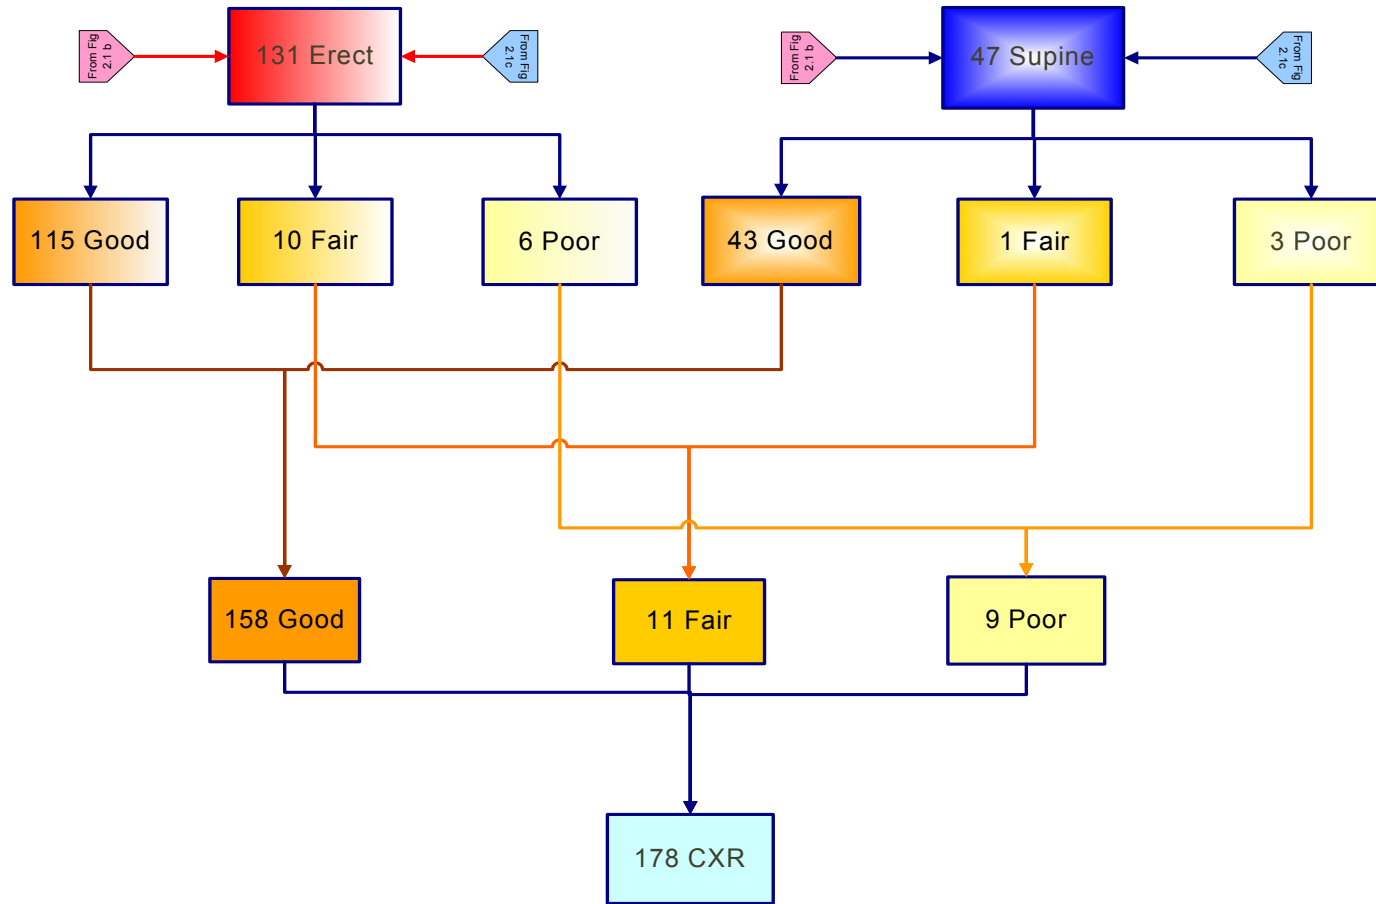 From Fig
2.1 b
131 Erect
From Fig
2.1c
From Fig
2.1 b
47 Supine
From Fig
2.1c
115 Good
10 Fair
6 Poor
43 Good
1 Fair
3 Poor
158 Good
11 Fair
9 Poor
178 CXR